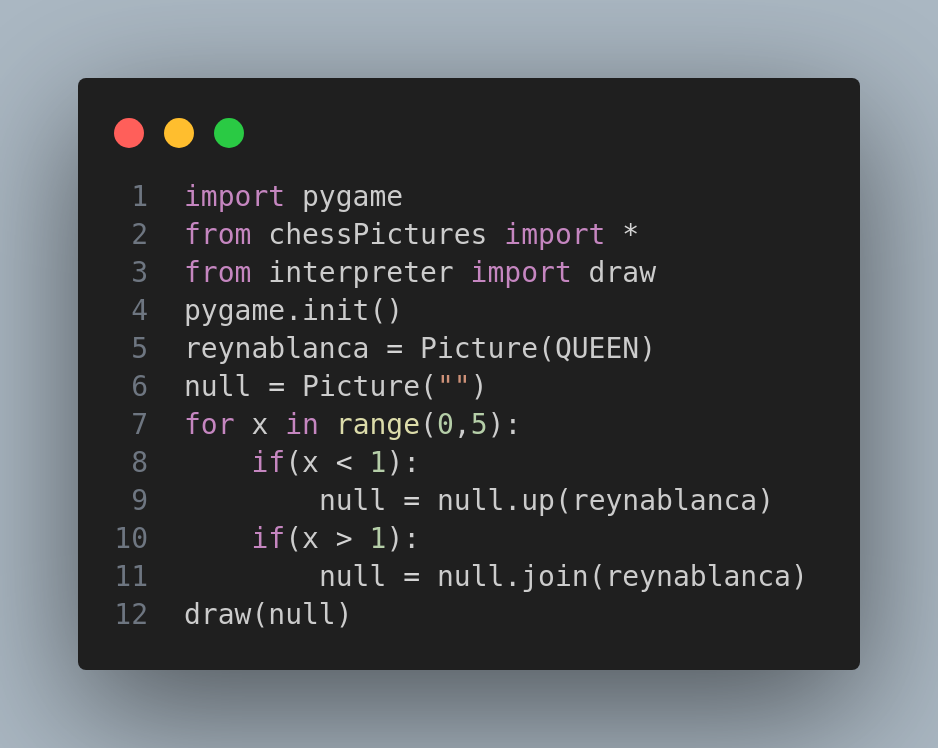 1 import pygame
2 from chessPictures import *
3 from interpreter import draw
4 pygame.init()
5 reynablanca = Picture(QUEEN)
6 null = Picture("")
7 for x in range(0,5):
8     if(x < 1):
9         null = null.up(reynablanca)
10     if(x > 1):
11         null = null.join(reynablanca)
12 draw(null)